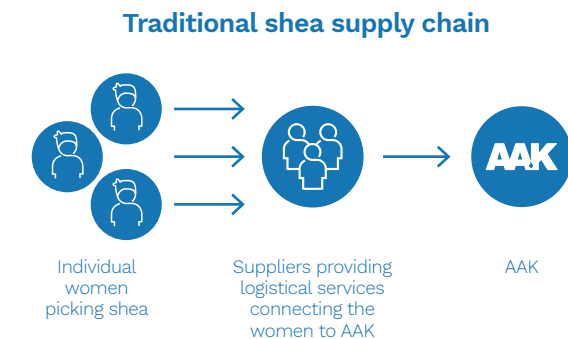 Traditional shea supply chain
AAK
Individual
women
picking shea
Suppliers providing
logistical services
connecting the
women to AAK
AAK